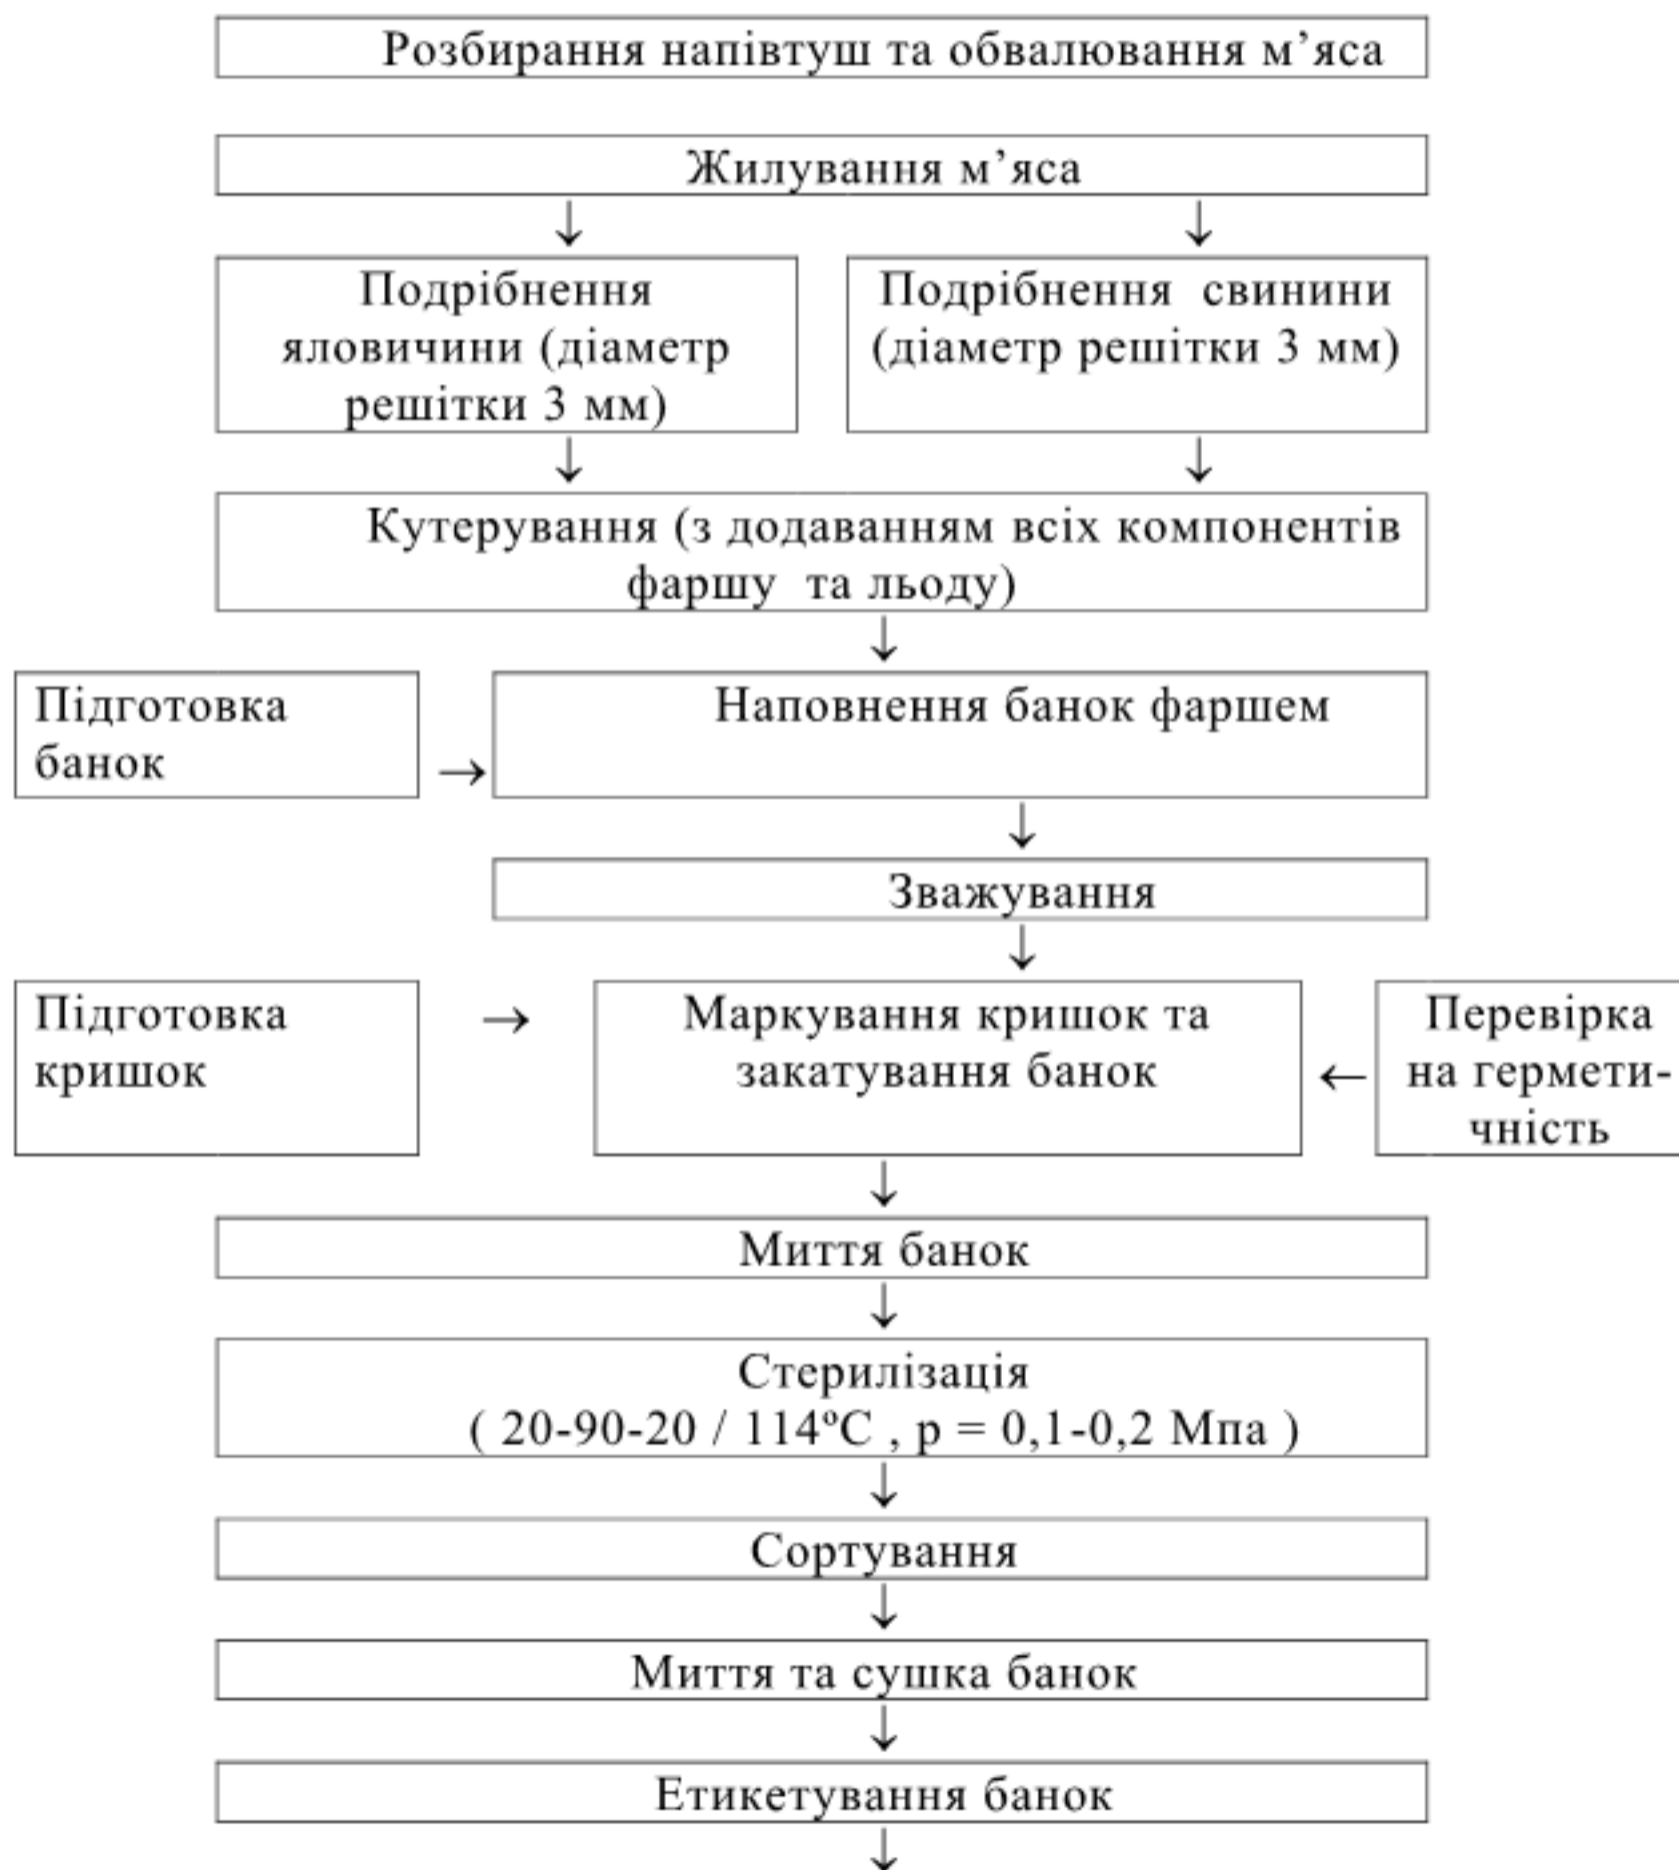 Розбирання напівтуш та обвалювання м’яса
Жилування м’яса
↓ ↓
Подрібнення
яловичини (діаметр
решітки 3 мм)
Подрібнення свинини
(діаметр решітки 3 мм)
↓ ↓
Кутерування (з додаванням всіх компонентів
фаршу та льоду)
↓
Підготовка
банок
→
Наповнення банок фаршем
↓
Зважування
↓
Підготовка
кришок
→
Маркування кришок та
закатування банок
←
Перевірка
на гермети-
чність
↓
Миття банок
↓
Стерилізація
( 20-90-20 / 114ºС , р = 0,1-0,2 Мпа )
↓
Сортування
↓
Миття та сушка банок
↓
Етикетування банок
↓